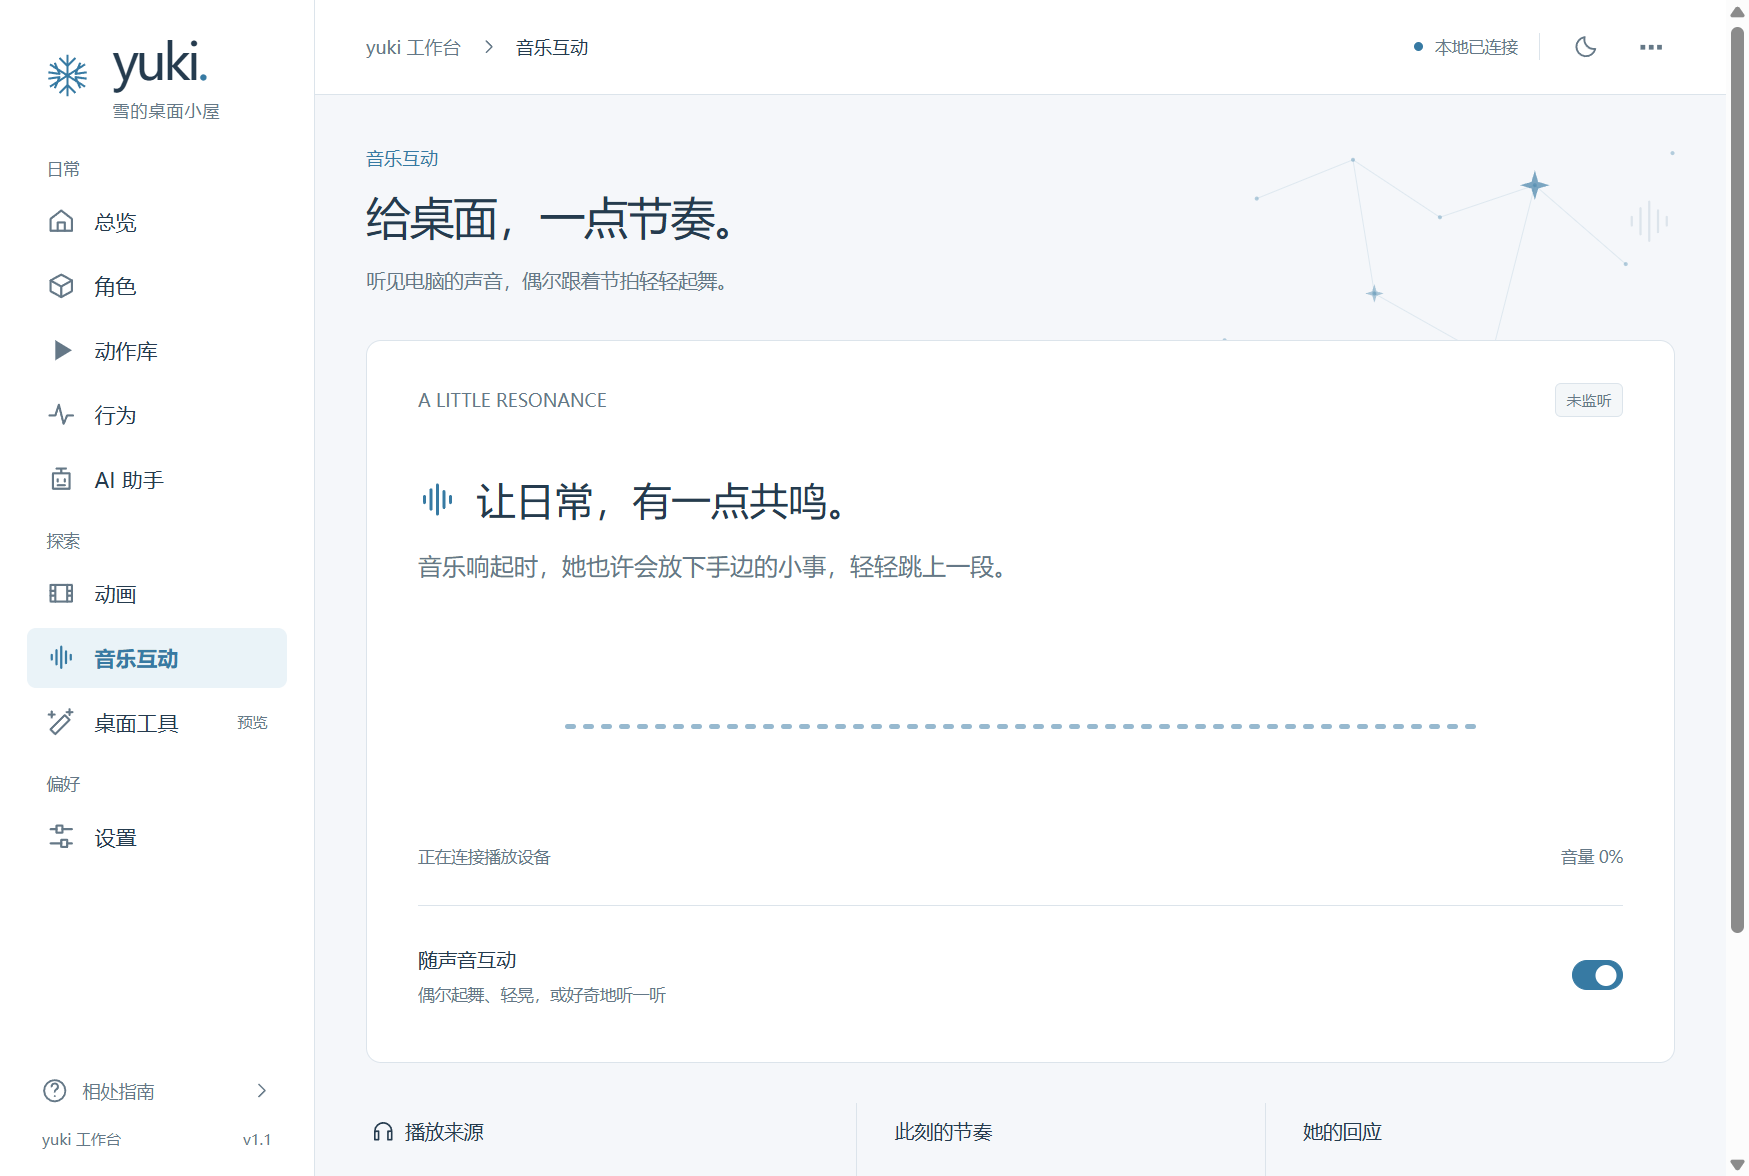 yuki.
雪的桌面小屋
日常
总览
角色
动作库
行为
AI 助手
探索
动画
音乐互动
桌面工具 预览
偏好
设置
相处指南
yuki 工作台 v1.1
yuki 工作台 音乐互动
本地已连接
音乐互动
给桌面，一点节奏。
听见电脑的声音，偶尔跟着节拍轻轻起舞。
A LITTLE RESONANCE
未监听
让日常，有一点共鸣。
音乐响起时，她也许会放下手边的小事，轻轻跳上一段。
正在连接播放设备 音量 0%
随声音互动
偶尔起舞、轻晃，或好奇地听一听
播放来源 此刻的节奏 她的回应